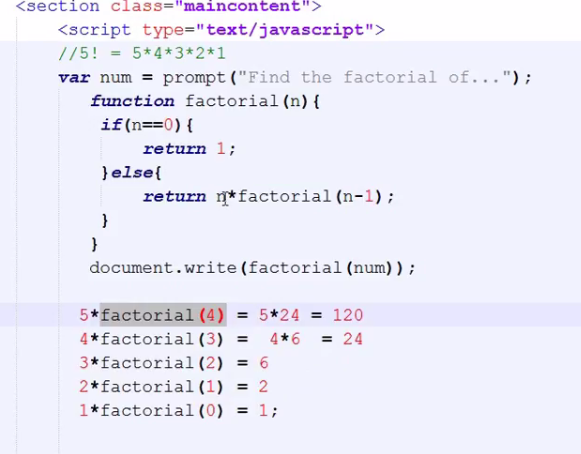 <section class="maincontent">
<script type="text/javascript">
//5! = 5*4*3*2*1
var num = prompt("Find the factorial of...");
function factorial(n){
if(n==0){
return 1;
}else{
return n*factorial(n-1);
}
}
document.write(factorial(num));
5*factorial(4) = 5*24 = 120
4*factorial(3) = 4*6 = 24
3*factorial(2) = 6
2*factorial(1) = 2
1*factorial(0) = 1;